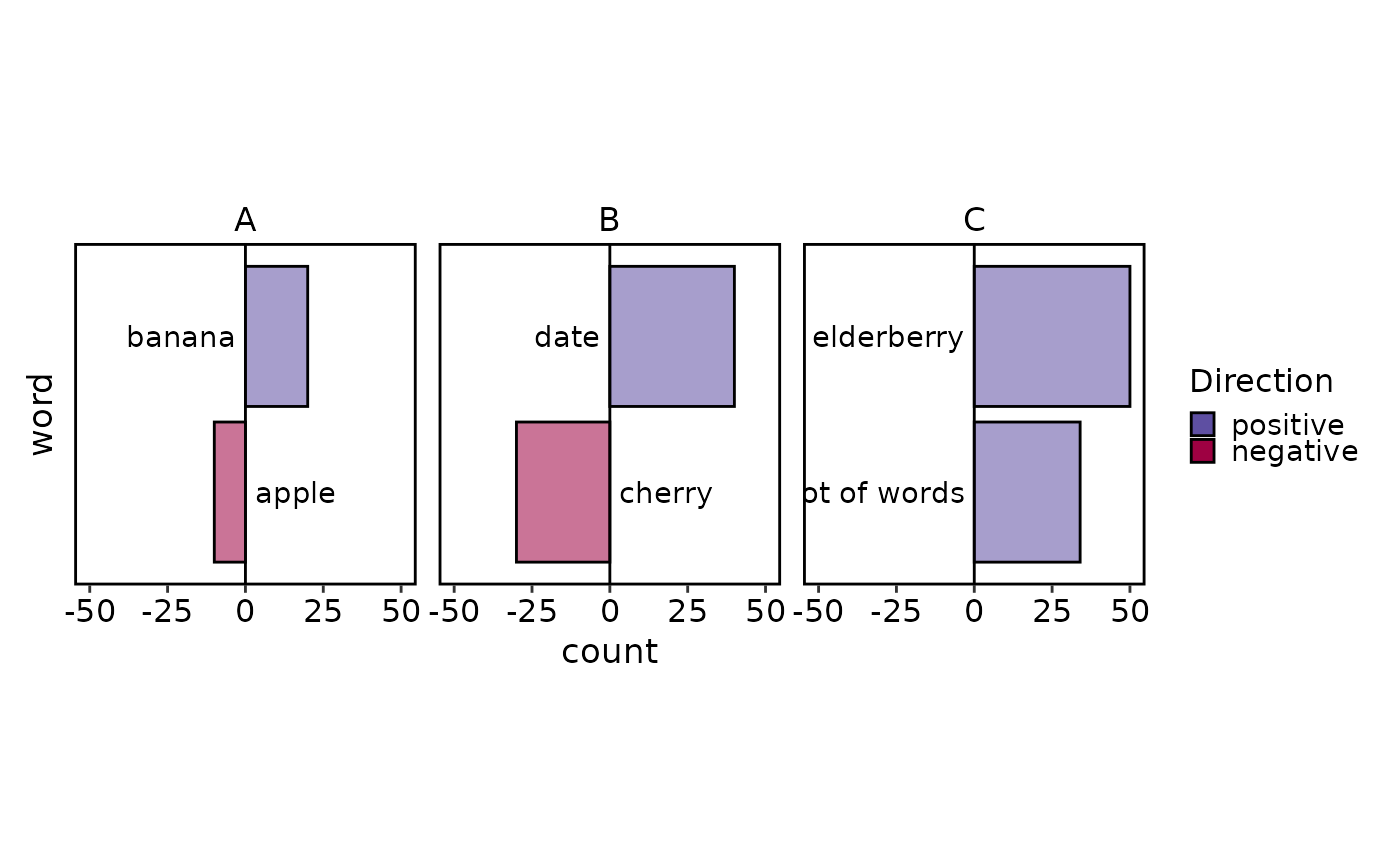 A B C
banana date elderberry
apple cherry of words
word
-50 -25 0 25 50 -50 -25 0 25 50 -50 -25 0 25 50
count
Direction
positive
negative